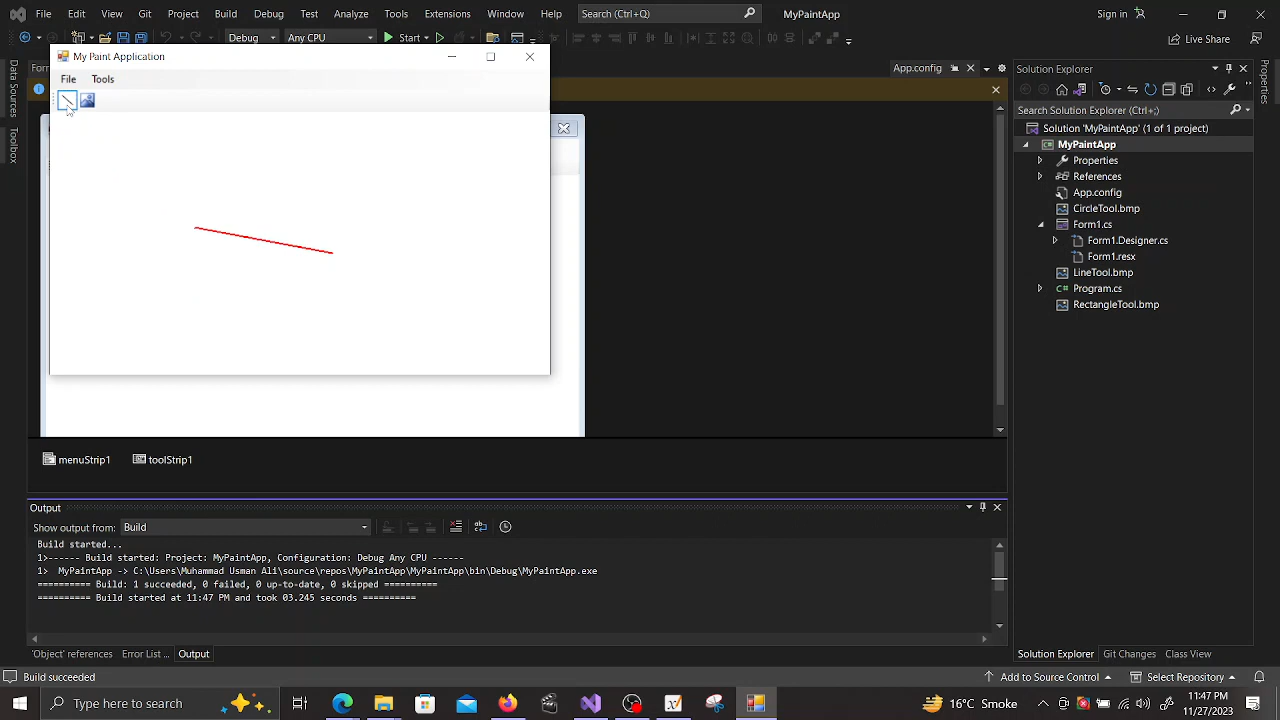 File Edit View Git Project Build Debug Test Analyze Tools Extensions Window Help Search (Ctrl+Q) MyPaintApp Sign in
Debug Any CPU Start Live Share
My Paint Application
File Tools
Data Sources
Toolbox
App.config
Solution Explorer
Search Solution Explorer (Ctrl+;)
Solution 'MyPaintApp' (1 of 1 project)
MyPaintApp
Properties
References
App.config
CircleTool.bmp
Form1.cs
Form1.Designer.cs
Form1.resx
LineTool.bmp
Program.cs
RectangleTool.bmp
Properties
menuStrip1 toolStrip1
Output
Show output from: Build
Build started...
1>------ Build started: Project: MyPaintApp, Configuration: Debug Any CPU ------
1> MyPaintApp -> C:\Users\Muhammad Usman Ali\source\repos\MyPaintApp\MyPaintApp\bin\Debug\MyPaintApp.exe
========== Build: 1 succeeded, 0 failed, 0 up-to-date, 0 skipped ==========
========== Build started at 11:47 PM and took 03.245 seconds ==========
'Object' references Error List ... Output
Solution Explorer Git Changes Class View
Build succeeded Add to Source Control Select Repository
Type here to search
16°C Smoke
11:47 PM
11/27/2023